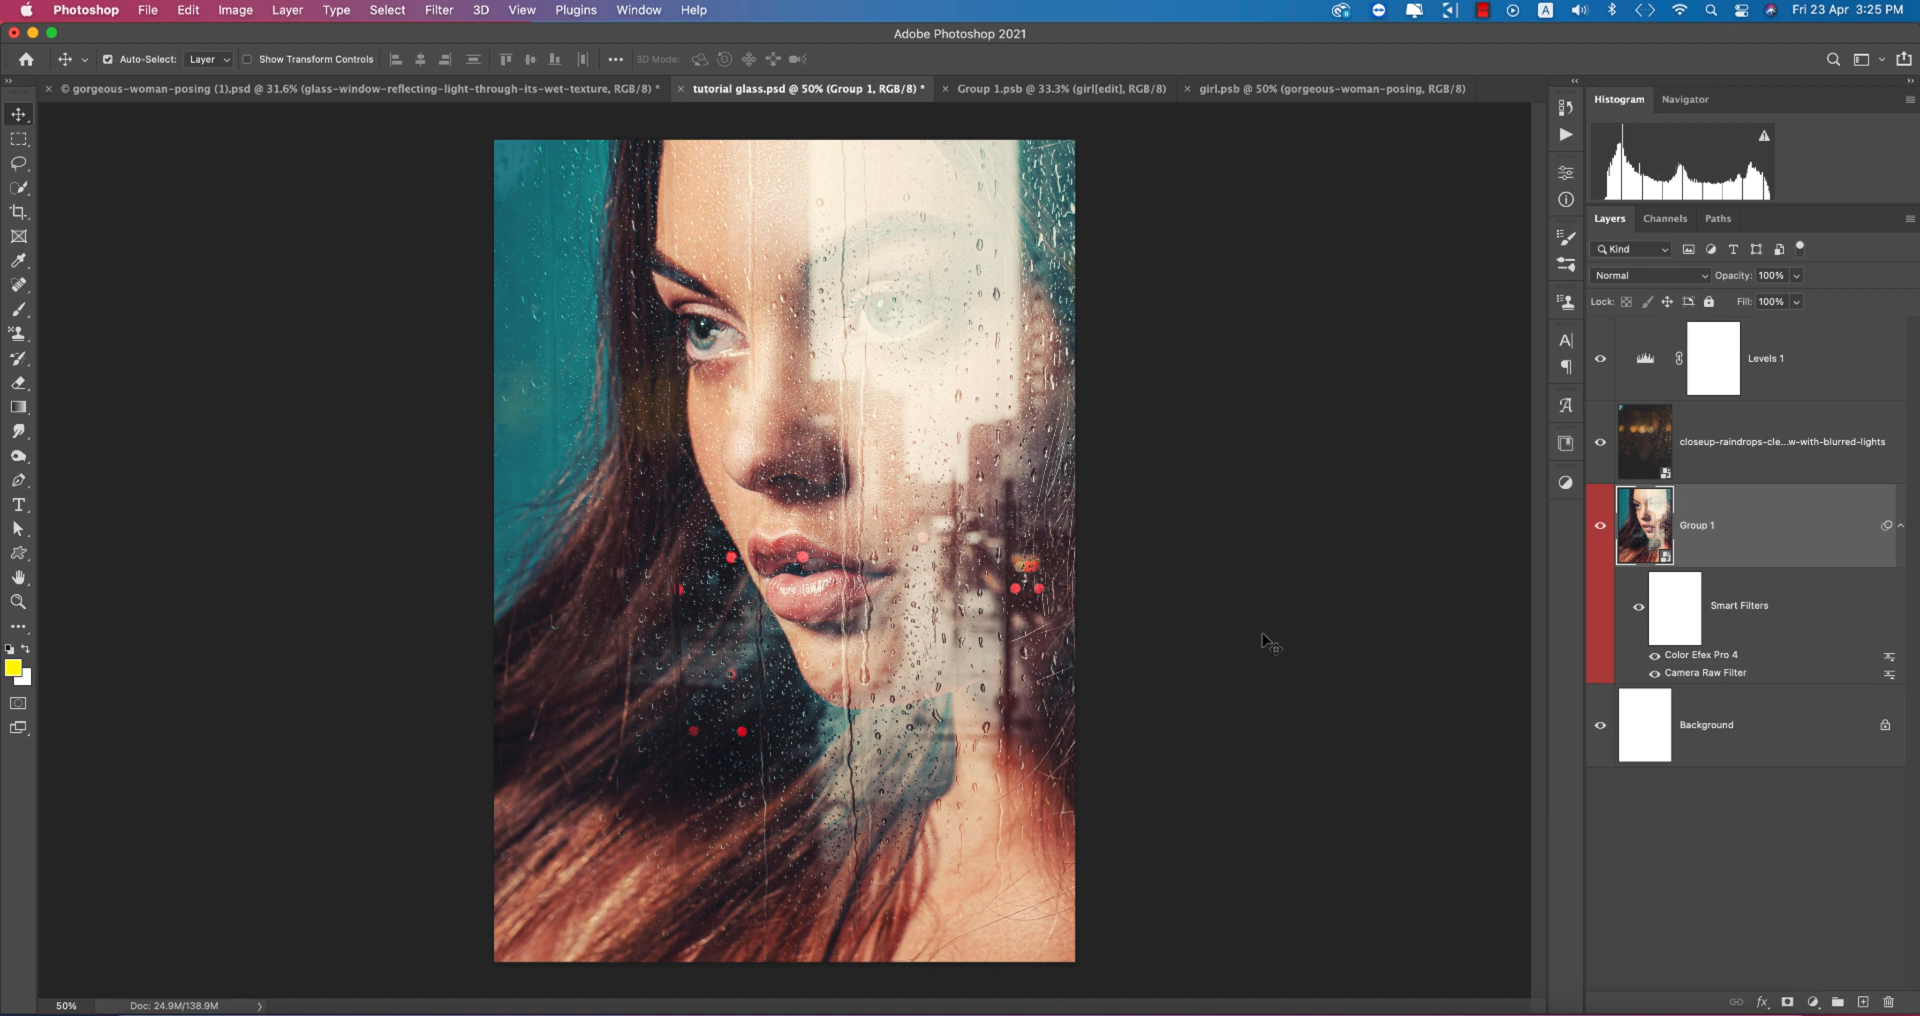 Photoshop File Edit Image Layer Type Select Filter 3D View Plugins Window Help A Fri 23 Apr 3:25 PM
Adobe Photoshop 2021
Auto-Select: Layer Show Transform Controls ••• 3D Mode:
© gorgeous-woman-posing (1).psd @ 31.6% (glass-window-reflecting-light-through-its-wet-texture, RGB/8) * tutorial glass.psd @ 50% (Group 1, RGB/8) * Group 1.psb @ 33.3% (girl[edit], RGB/8) girl.psb @ 50% (gorgeous-woman-posing, RGB/8)
Histogram Navigator
Layers Channels Paths
Kind
Normal Opacity: 100%
Lock: Fill: 100%
Levels 1
closeup-raindrops-cle...w-with-blurred-lights
Group 1
Smart Filters
Color Efex Pro 4
Camera Raw Filter
Background
50% Doc: 24.9M/138.9M
fx